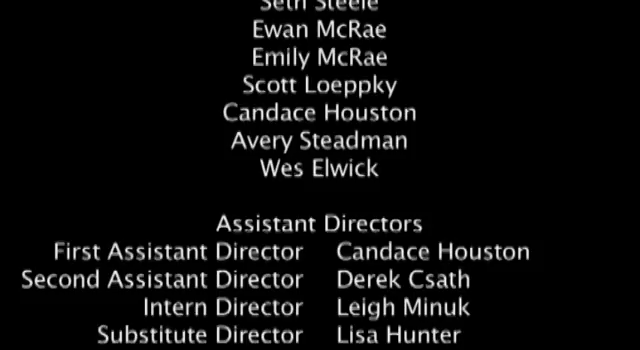 Seth Steele
Ewan McRae
Emily McRae
Scott Loeppky
Candace Houston
Avery Steadman
Wes Elwick
Assistant Directors
First Assistant Director Candace Houston
Second Assistant Director Derek Csath
Intern Director Leigh Minuk
Substitute Director Lisa Hunter